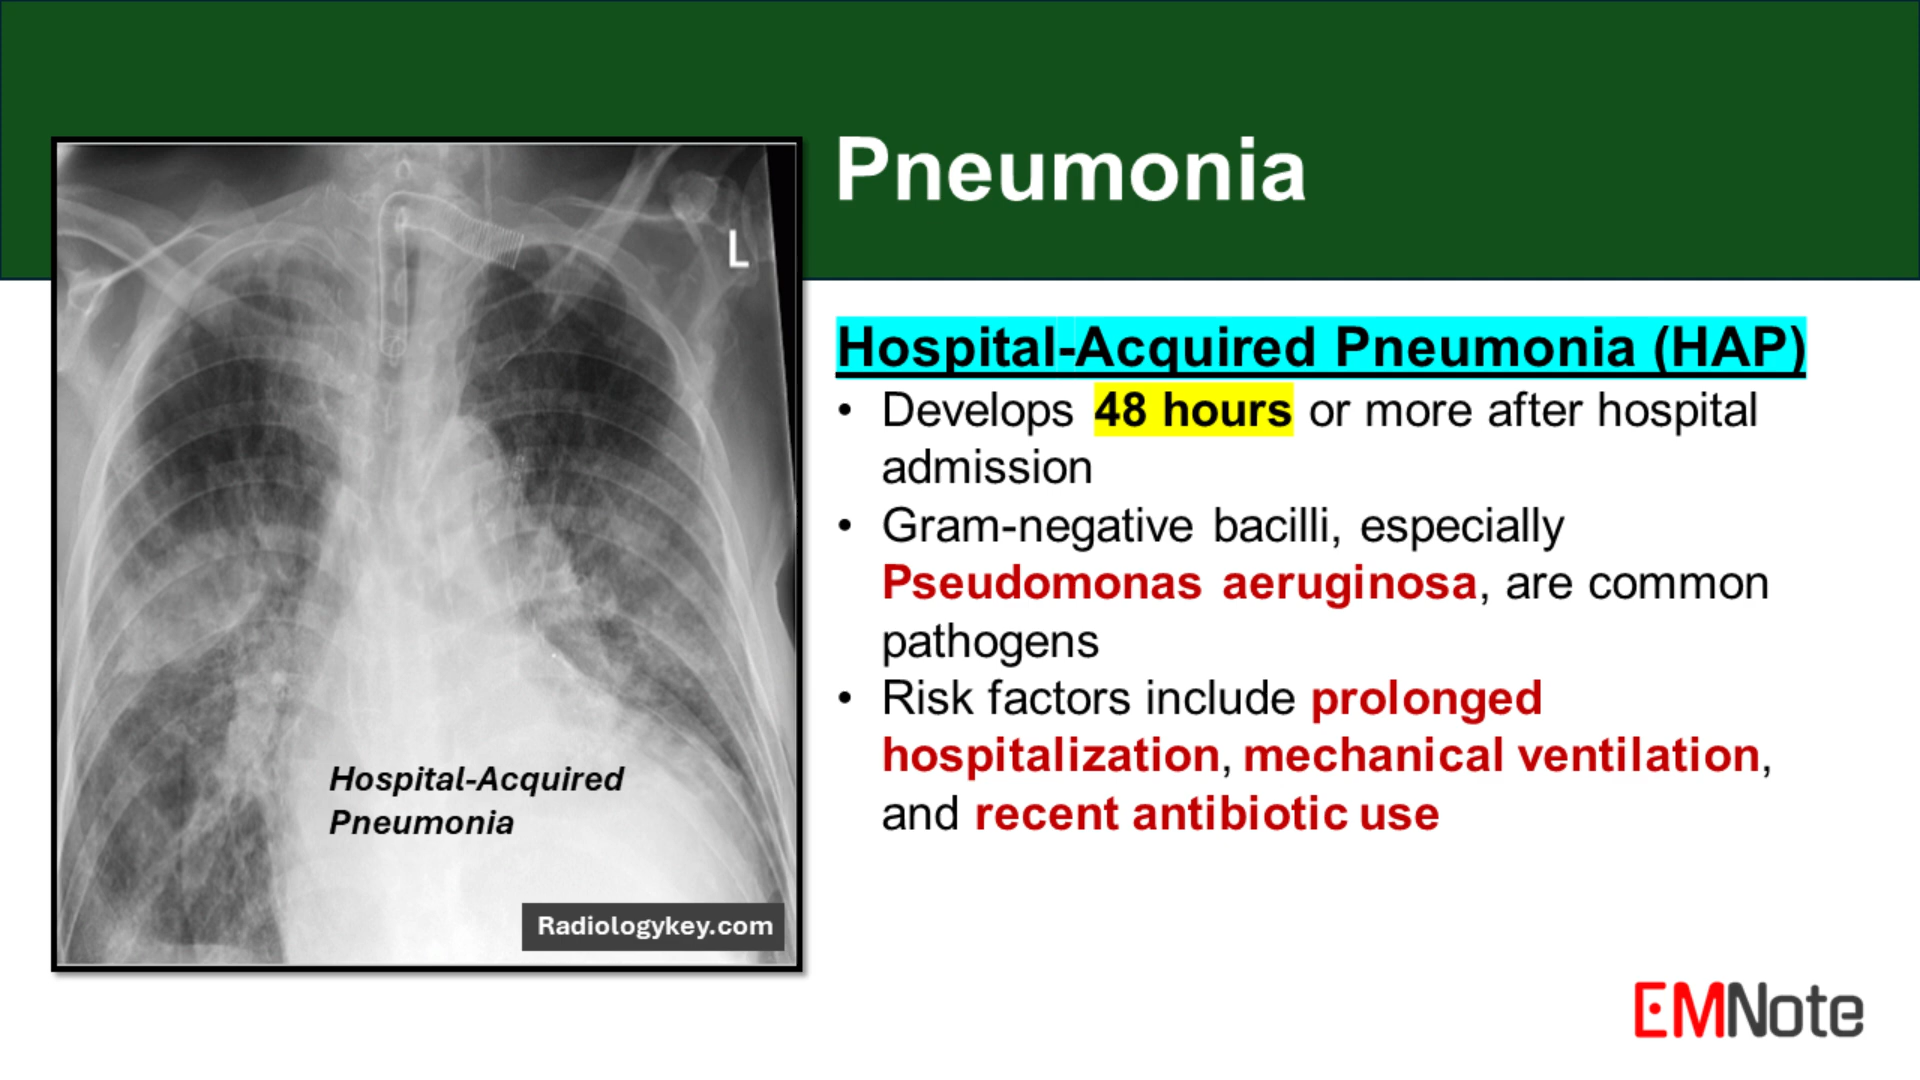 Pneumonia
L
Hospital-Acquired Pneumonia (HAP)
• Develops 48 hours or more after hospital
admission
• Gram-negative bacilli, especially
Pseudomonas aeruginosa, are common
pathogens
• Risk factors include prolonged
hospitalization, mechanical ventilation,
and recent antibiotic use
Hospital-Acquired
Pneumonia
Radiologykey.com
EMNote